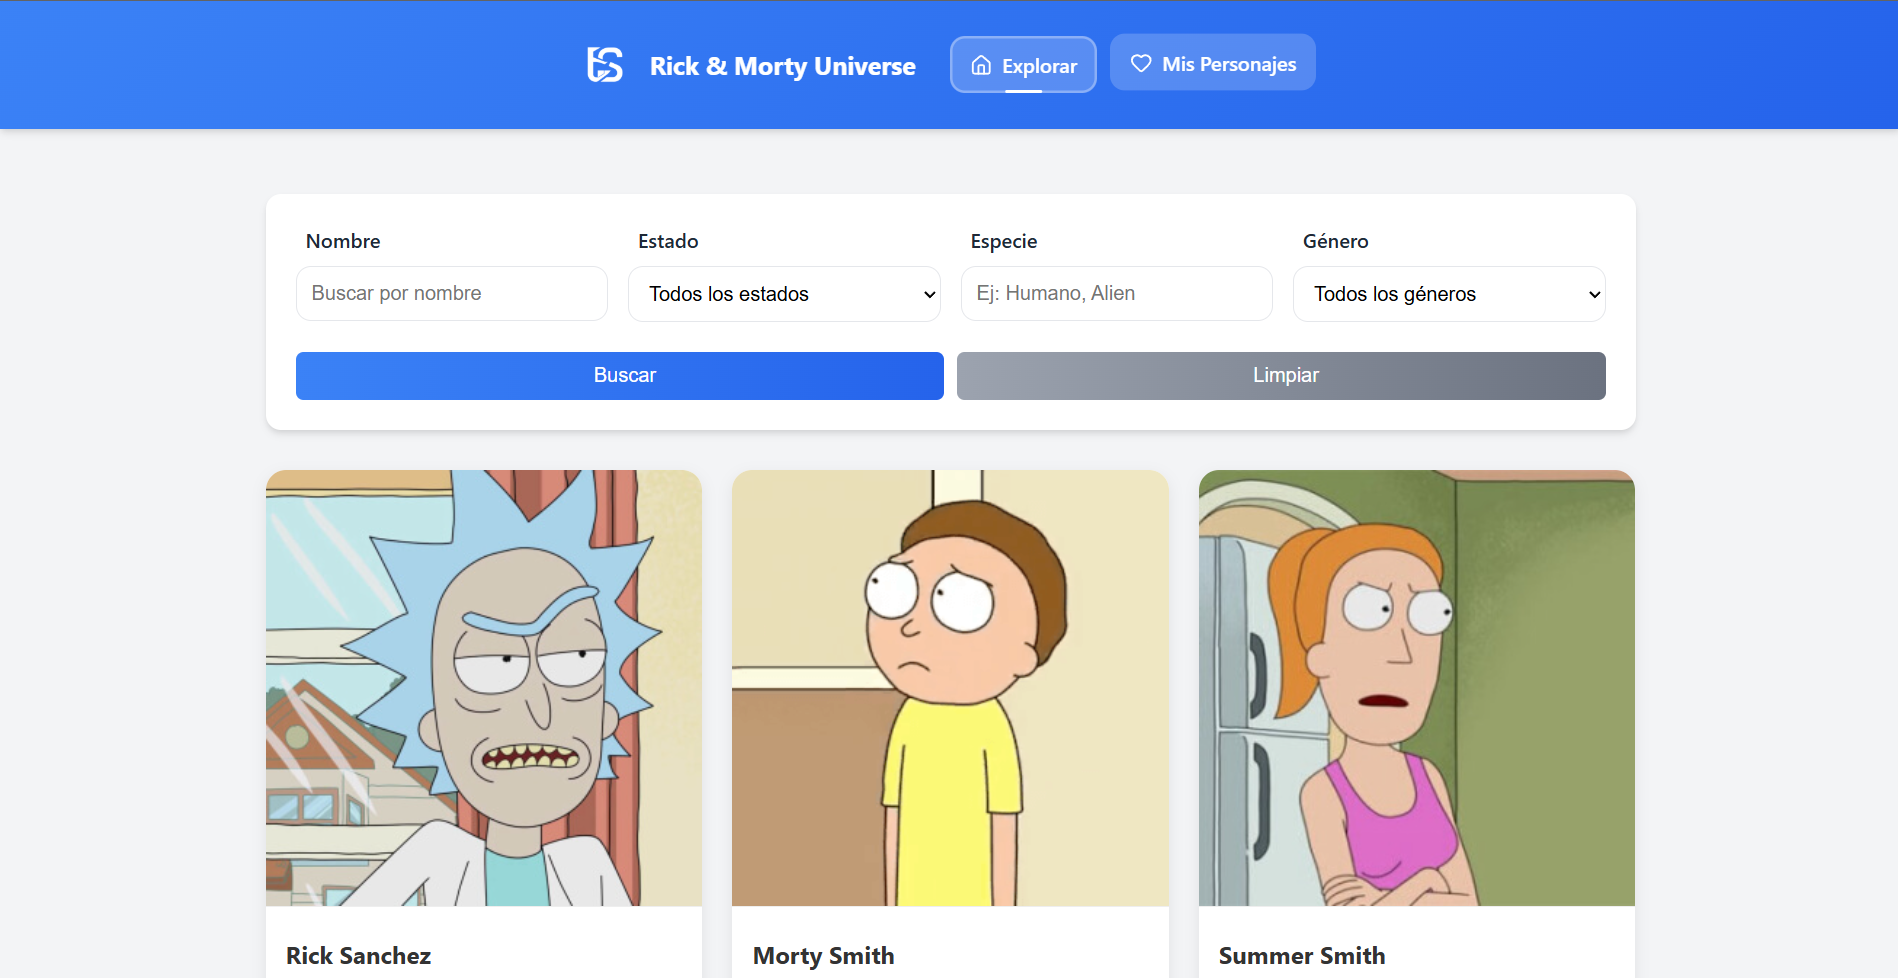 Rick & Morty Universe
Explorar
Mis Personajes
Nombre
Estado
Especie
Género
Buscar por nombre
Todos los estados
Ej: Humano, Alien
Todos los géneros
Buscar
Limpiar
Rick Sanchez
Morty Smith
Summer Smith